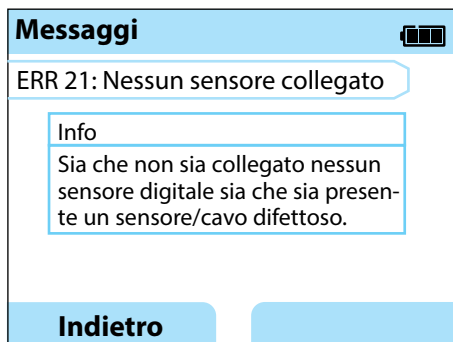 Messaggi
ERR 21: Nessun sensore collegato
Info
Sia che non sia collegato nessun
sensore digitale sia che sia presen-
te un sensore/cavo difettoso.
Indietro